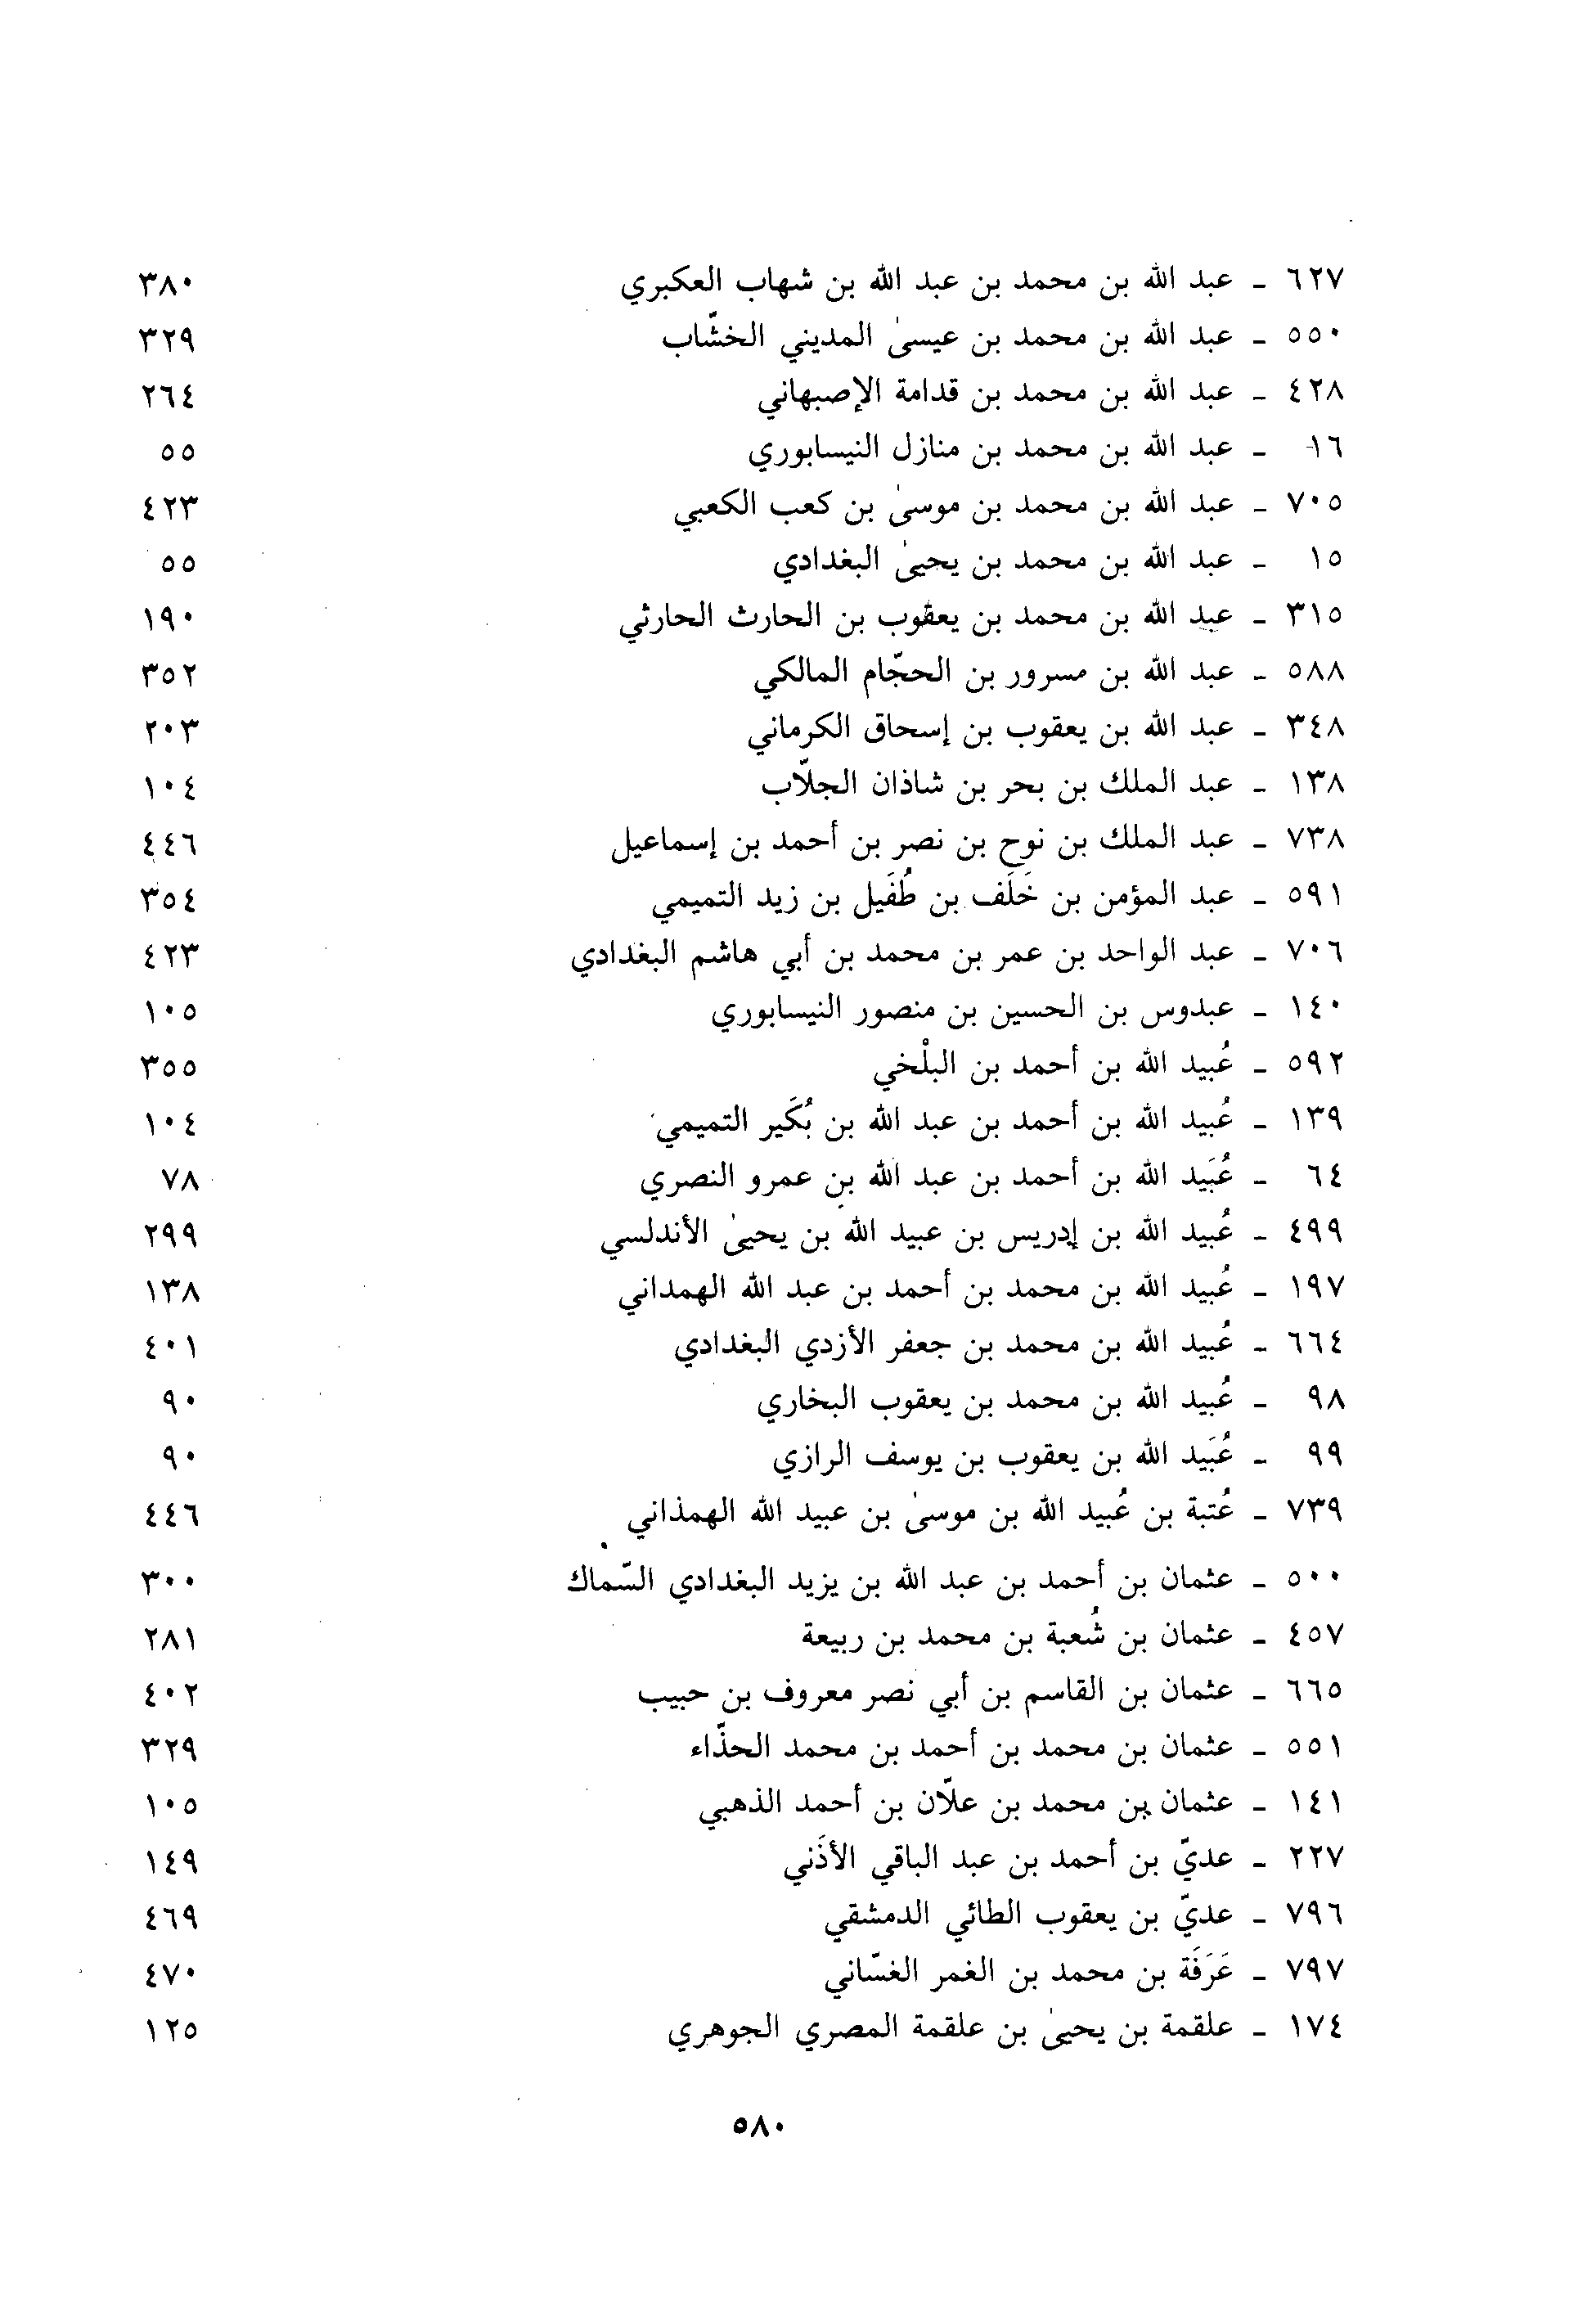 ٦٢٧ - عبد الله بن محمد بن عبد الله بن شهاب العكبري ٣٨٠
٥٥٠ - عبد الله بن محمد بن عيسىٰ المديني الخشّاب ٣٢٩
٤٢٨ - عبد الله بن محمد بن قدامة الإصبهاني ٢٦٤
١٦ - عبد الله بن محمد بن منازل النيسابوري ٥٥
٧٠٥ - عبد الله بن محمد بن موسىٰ بن كعب الكعبي ٤٢٣
١٥ - عبد الله بن محمد بن يحيىٰ البغدادي ٥٥
٣١٥ - عبد الله بن محمد بن يعقوب بن الحارث الحارثي ١٩٠
٥٨٨ - عبد الله بن مسرور بن الحجّام المالكي ٣٥٢
٣٤٨ - عبد الله بن يعقوب بن إسحاق الكرماني ٢٠٣
١٣٨ - عبد الملك بن بحر بن شاذان الجلّاب ١٠٤
٧٣٨ - عبد الملك بن نوح بن نصر بن أحمد بن إسماعيل ٤٤٦
٥٩١ - عبد المؤمن بن خَلَف بن طُفَيل بن زيد التميمي ٣٥٤
٧٠٦ - عبد الواحد بن عمر بن محمد بن أبي هاشم البغدادي ٤٢٣
١٤٠ - عبدوس بن الحسين بن منصور النيسابوري ١٠٥
٥٩٢ - عُبيد الله بن أحمد بن البلْخي ٣٥٥
١٣٩ - عُبيد الله بن أحمد بن عبد الله بن بُكَير التميمي ١٠٤
٦٤ - عُبَيد الله بن أحمد بن عبد الله بن عمرو النصري ٧٨
٤٩٩ - عُبيد الله بن إدريس بن عبيد الله بن يحيىٰ الأندلسي ٢٩٩
١٩٧ - عُبيد الله بن محمد بن أحمد بن عبد الله الهمداني ١٣٨
٦٦٤ - عُبيد الله بن محمد بن جعفر الأزدي البغدادي ٤٠١
٩٨ - عُبيد الله بن محمد بن يعقوب البخاري ٩٠
٩٩ - عُبَيد الله بن يعقوب بن يوسف الرازي ٩٠
٧٣٩ - عُتبة بن عُبيد الله بن موسىٰ بن عبيد الله الهمذاني ٤٤٦
٥٠٠ - عثمان بن أحمد بن عبد الله بن يزيد البغدادي السّماك ٣٠٠
٤٥٧ - عثمان بن شُعبة بن محمد بن ربيعة ٢٨١
٦٦٥ - عثمان بن القاسم بن أبي نصر معروف بن حبيب ٤٠٢
٥٥١ - عثمان بن محمد بن أحمد بن محمد الحذّاء ٣٢٩
١٤١ - عثمان بن محمد بن علّان بن أحمد الذهبي ١٠٥
٢٢٧ - عديّ بن أحمد بن عبد الباقي الأذَني ١٤٩
٧٩٦ - عديّ بن يعقوب الطائي الدمشقي ٤٦٩
٧٩٧ - عَرَفَة بن محمد بن الغمر الغسّاني ٤٧٠
١٧٤ - علقمة بن يحيىٰ بن علقمة المصري الجوهري ١٢٥
٥٨٠